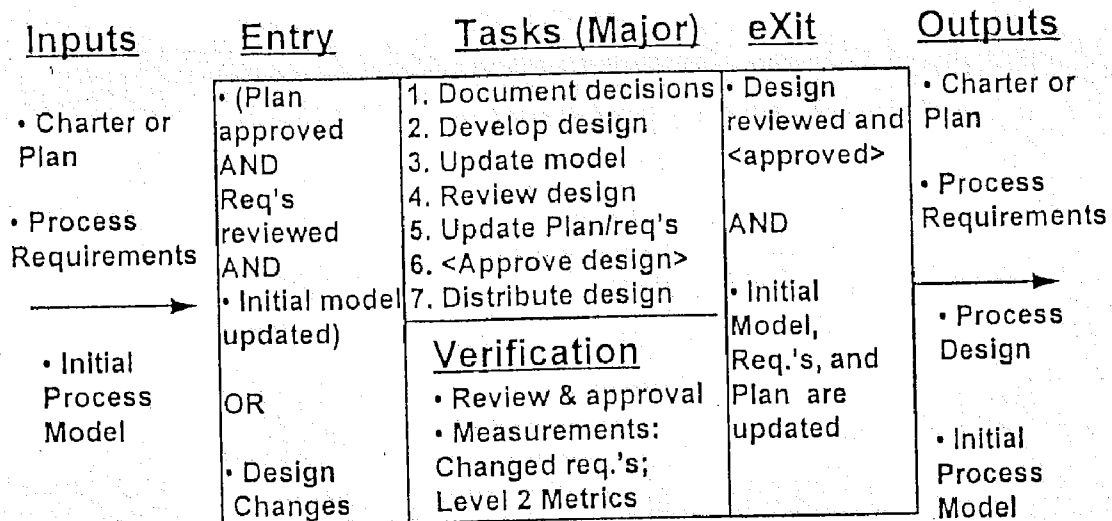 Inputs
• Charter or
Plan
• Process
Requirements
• Initial
Process
Model
Entry
• (Plan
approved
AND
Req's
reviewed
AND
• Initial model
updated)
OR
• Design
Changes
Tasks (Major)
1. Document decisions
2. Develop design
3. Update model
4. Review design
5. Update Plan/req's
6. <Approve design>
7. Distribute design
Verification
• Review & approval
• Measurements:
Changed req.'s;
Level 2 Metrics
eXit
• Design
reviewed and
<approved>
AND
• Initial
Model,
Req.'s, and
Plan are
updated
Outputs
• Charter or
Plan
• Process
Requirements
• Process
Design
• Initial
Process
Model